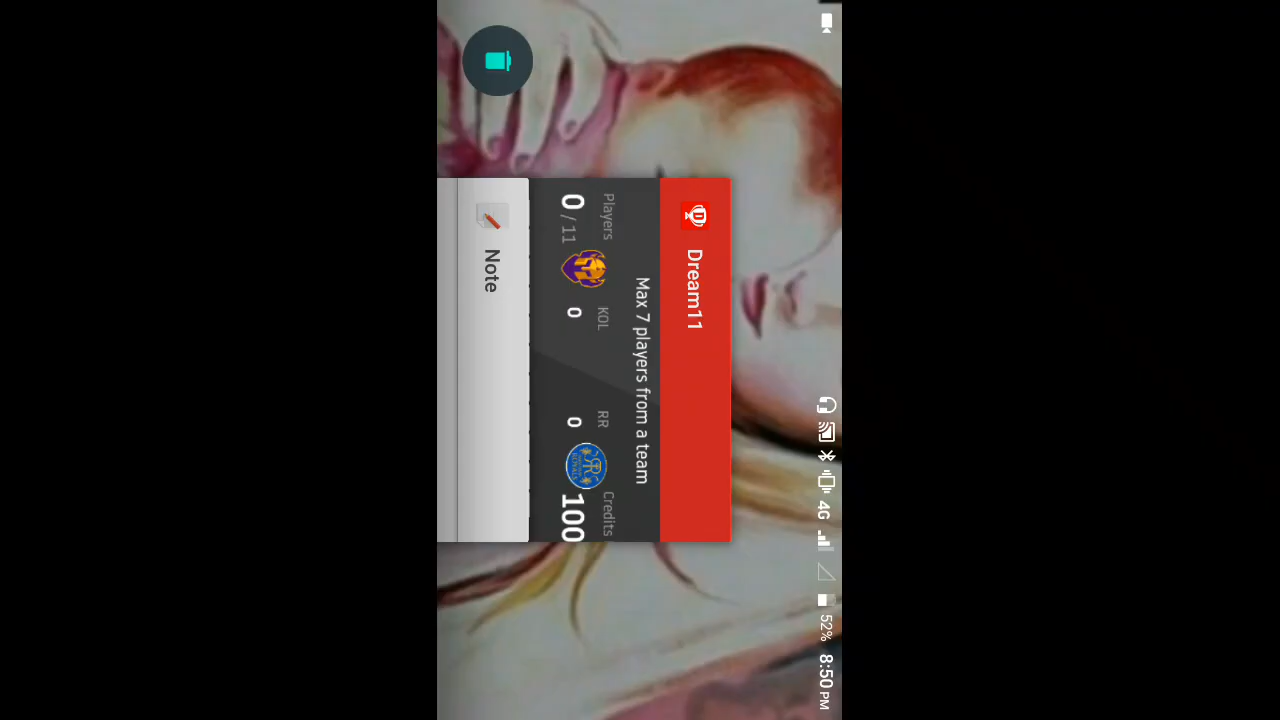 4G 52% 8:50 PM
Dream11
Max 7 players from a team
Players KOL RR Credits
0 / 11 0 0 100
Note